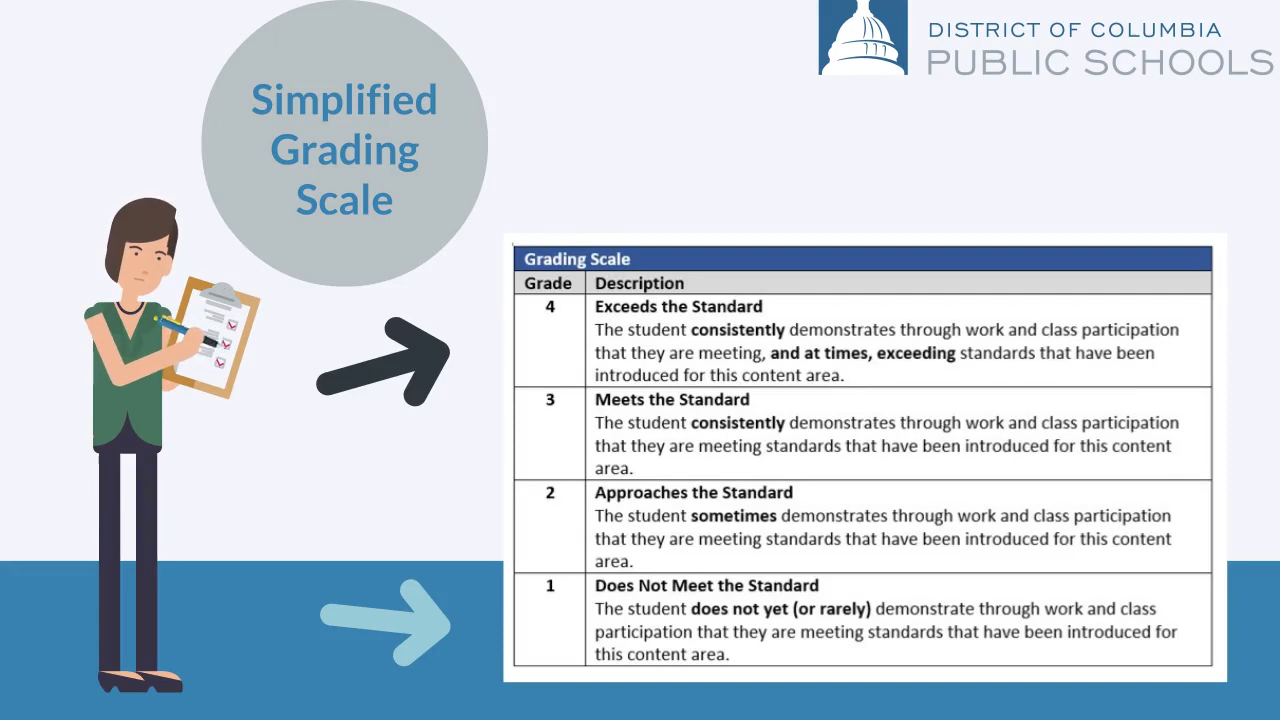 Simplified
Grading
Scale
DISTRICT OF COLUMBIA
PUBLIC SCHOOLS
Grading Scale
Grade Description
4 Exceeds the Standard
The student consistently demonstrates through work and class participation
that they are meeting, and at times, exceeding standards that have been
introduced for this content area.
3 Meets the Standard
The student consistently demonstrates through work and class participation
that they are meeting standards that have been introduced for this content
area.
2 Approaches the Standard
The student sometimes demonstrates through work and class participation
that they are meeting standards that have been introduced for this content
area.
1 Does Not Meet the Standard
The student does not yet (or rarely) demonstrate through work and class
participation that they are meeting standards that have been introduced for
this content area.